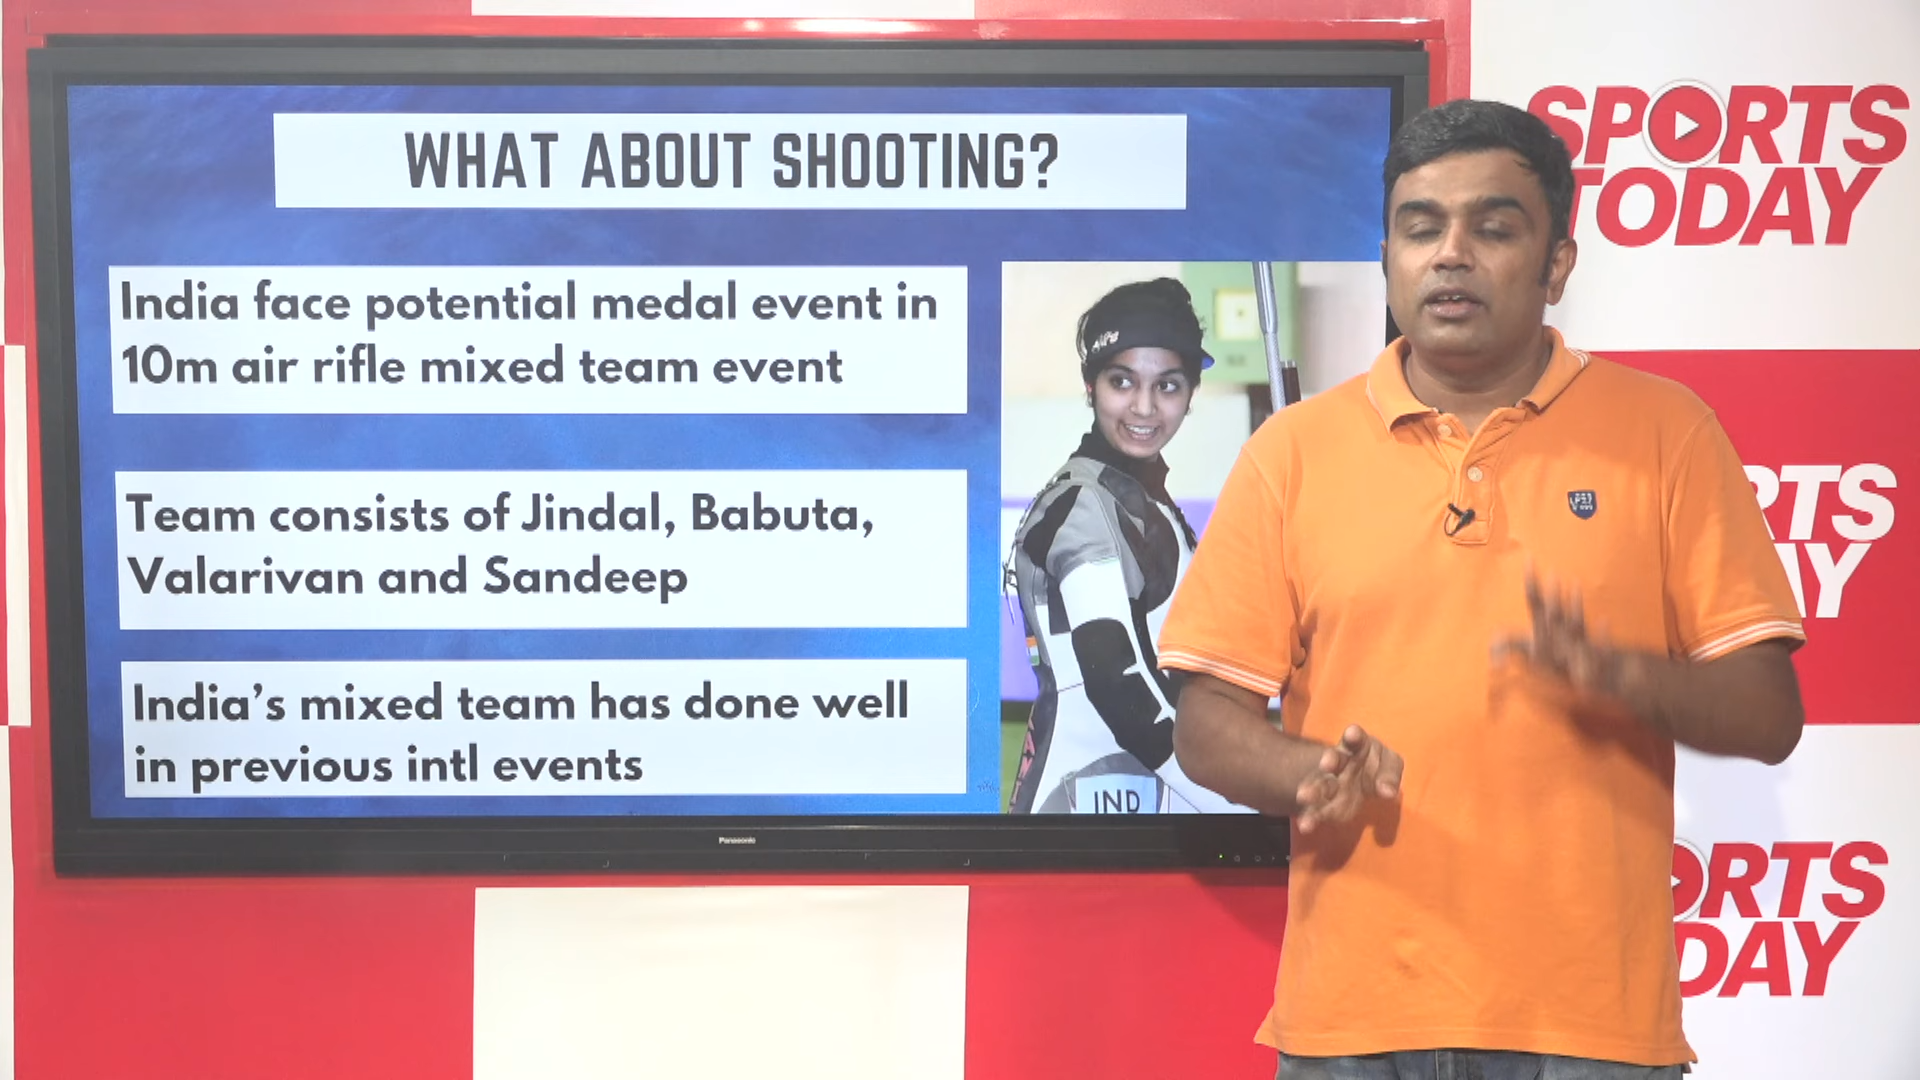 WHAT ABOUT SHOOTING?
India face potential medal event in
10m air rifle mixed team event
Team consists of Jindal, Babuta,
Valarivan and Sandeep
India's mixed team has done well
in previous intl events
IND
Panasonic
SPORTS
TODAY
RTS
AY
ORTS
DAY